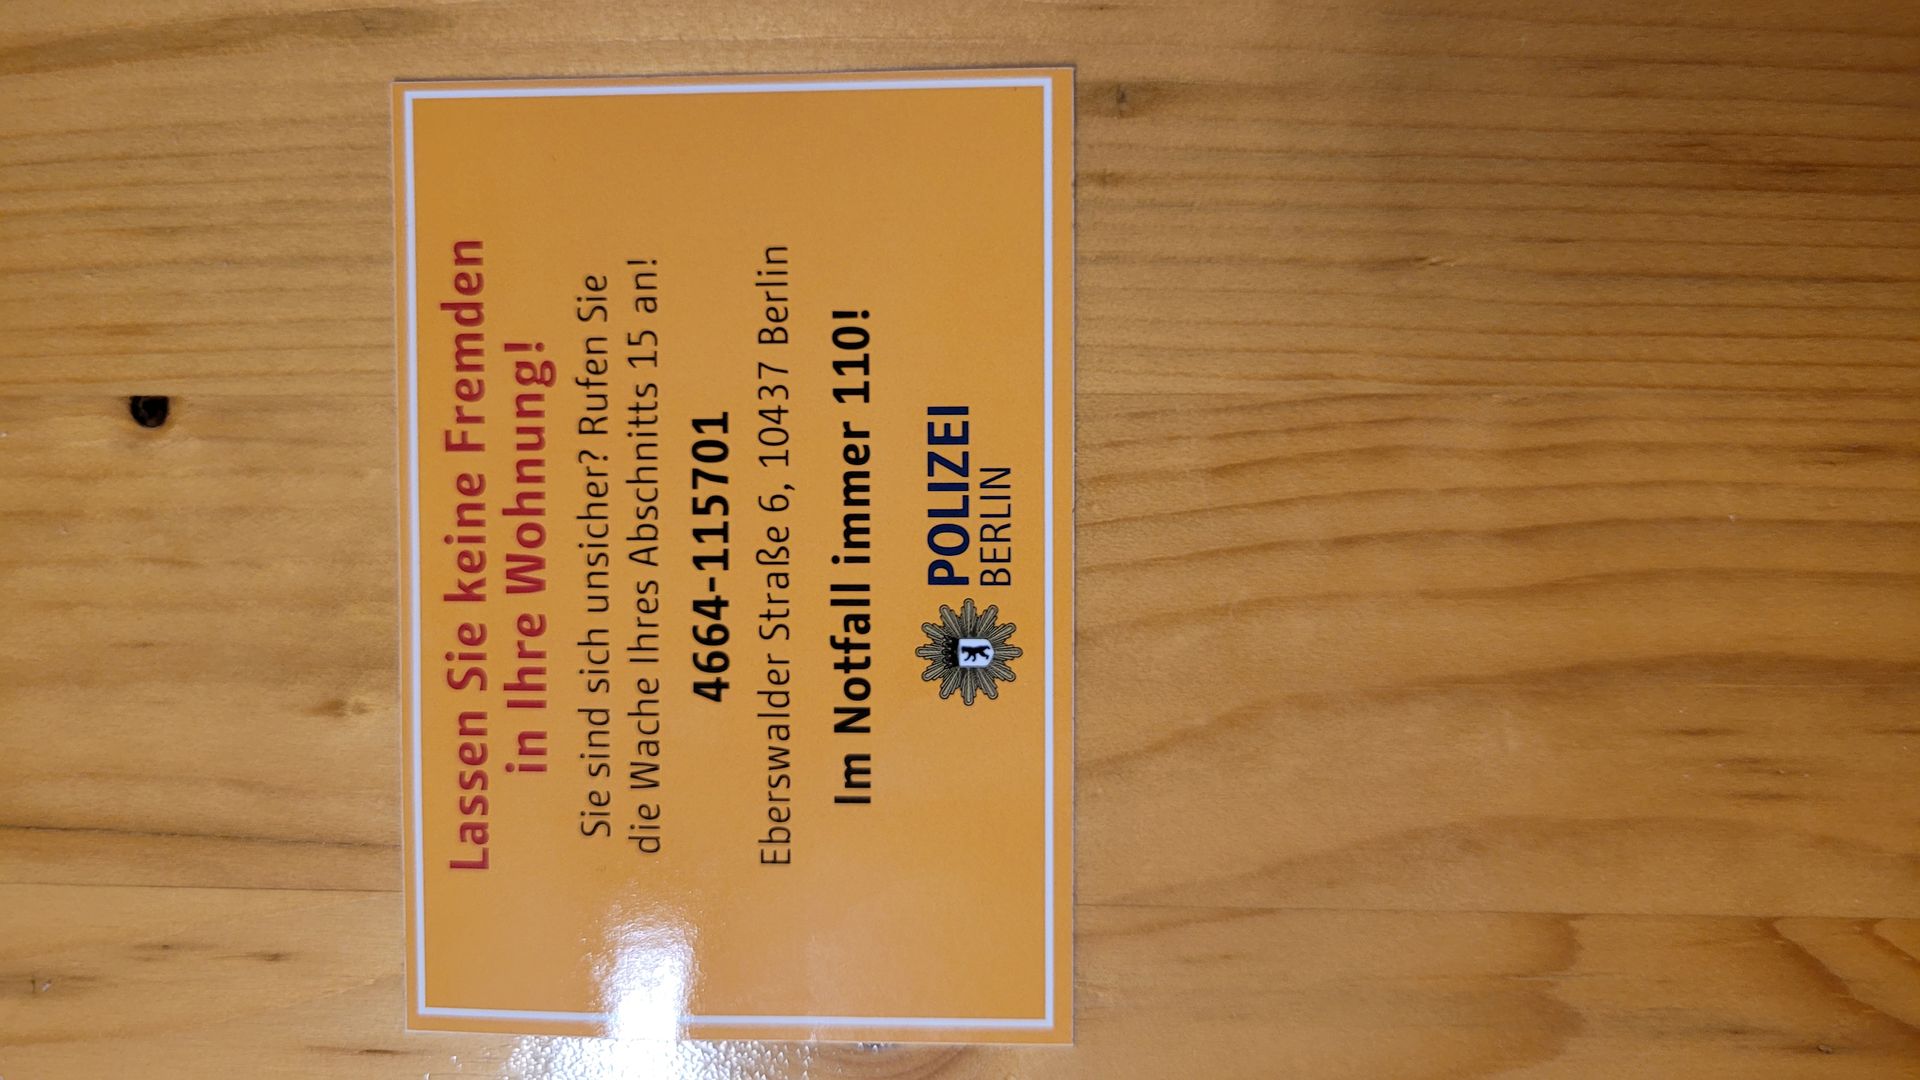 Lassen Sie keine Fremden
in Ihre Wohnung!
Sie sind sich unsicher? Rufen Sie
die Wache Ihres Abschnitts 15 an!
4664-115701
Eberswalder Straße 6, 10437 Berlin
Im Notfall immer 110!
POLIZEI
BERLIN